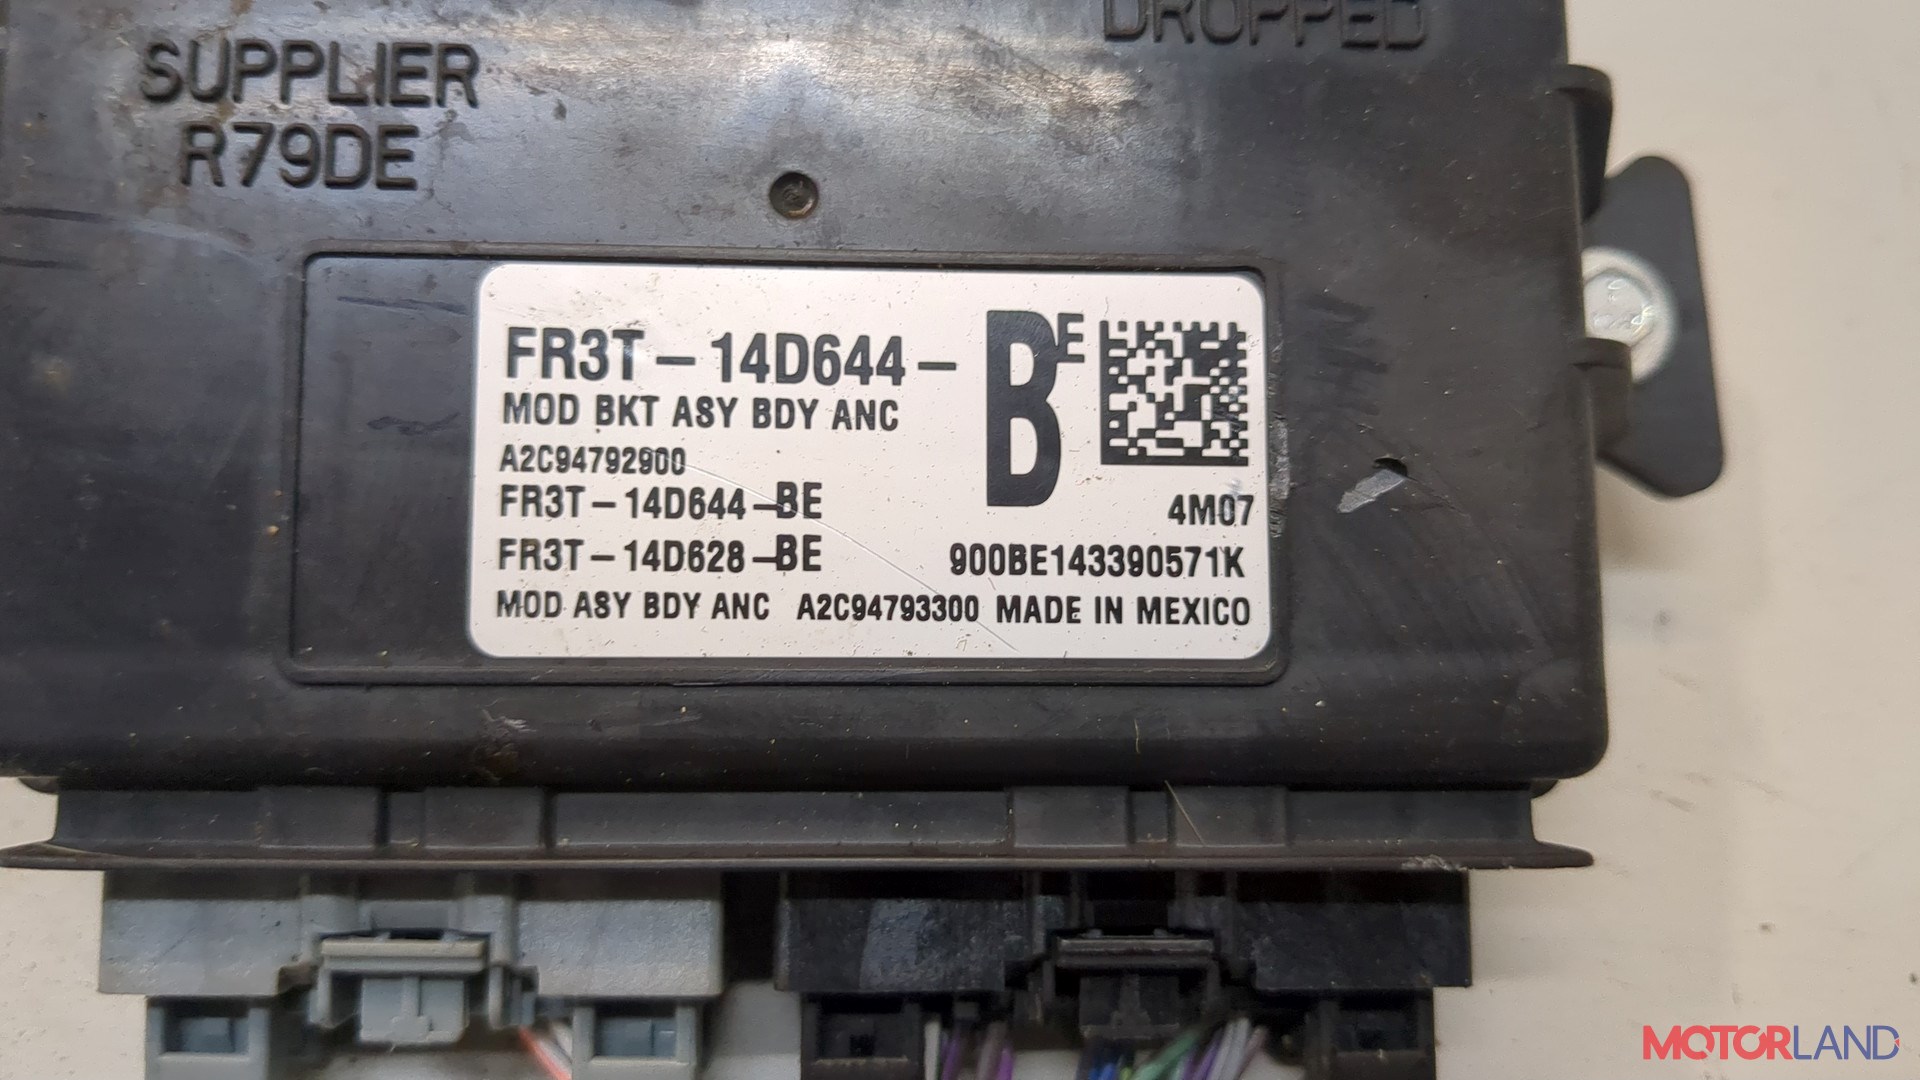 DROPPED
SUPPLIER
R79DE
FR3T-14D644-BE
MOD BKT ASY BDY ANC
A2C94792900
FR3T-14D644-BE
4M07
FR3T-14D628-BE 900BE143390571K
MOD ASY BDY ANC A2C94793300 MADE IN MEXICO
MOTORLAND